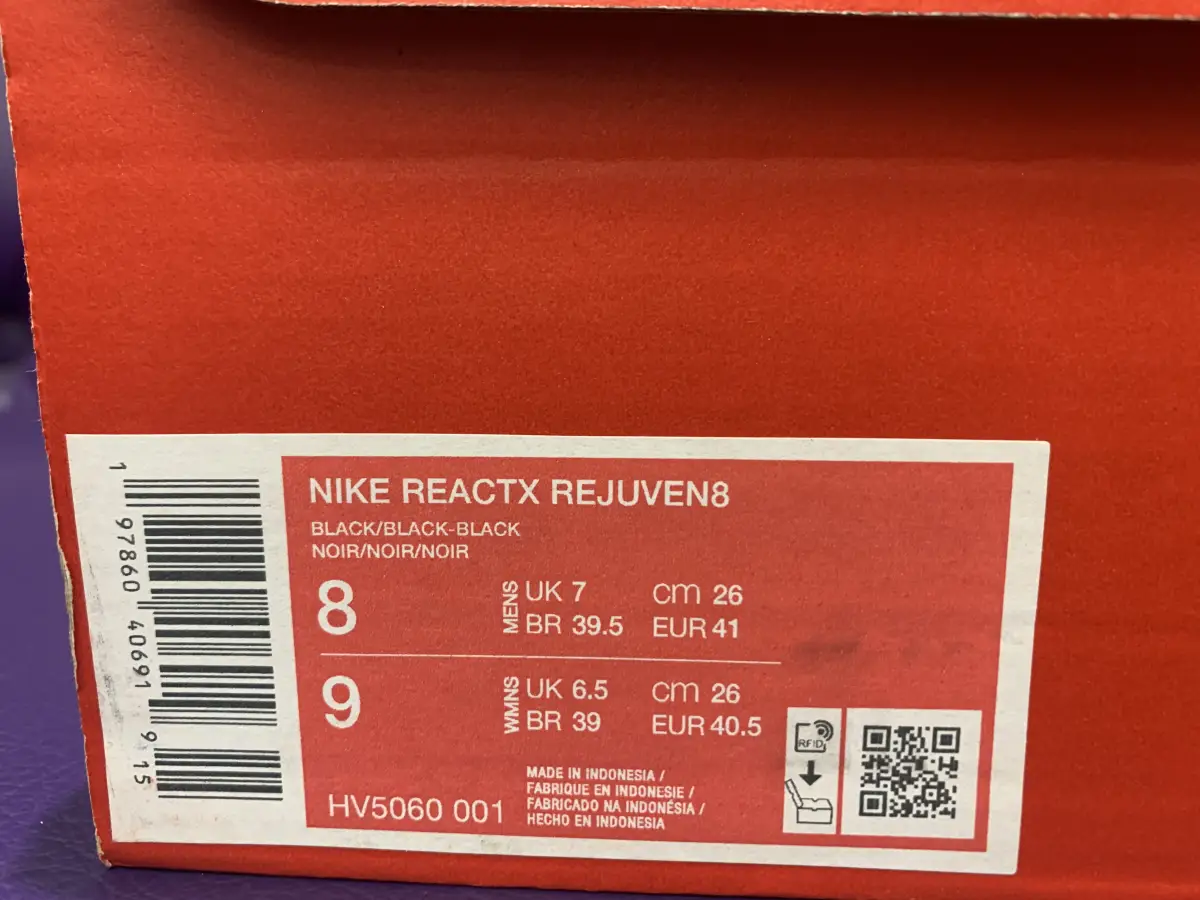 NIKE REACTX REJUVEN8
BLACK/BLACK-BLACK
NOIR/NOIR/NOIR
8 MENS UK 7 cm 26
BR 39.5 EUR 41
9 WMNS UK 6.5 cm 26
BR 39 EUR 40.5
RFID
MADE IN INDONESIA /
FABRIQUE EN INDONESIE /
FABRICADO NA INDONÉSIA /
HECHO EN INDONESIA
HV5060 001
1 97860 40691 9 15